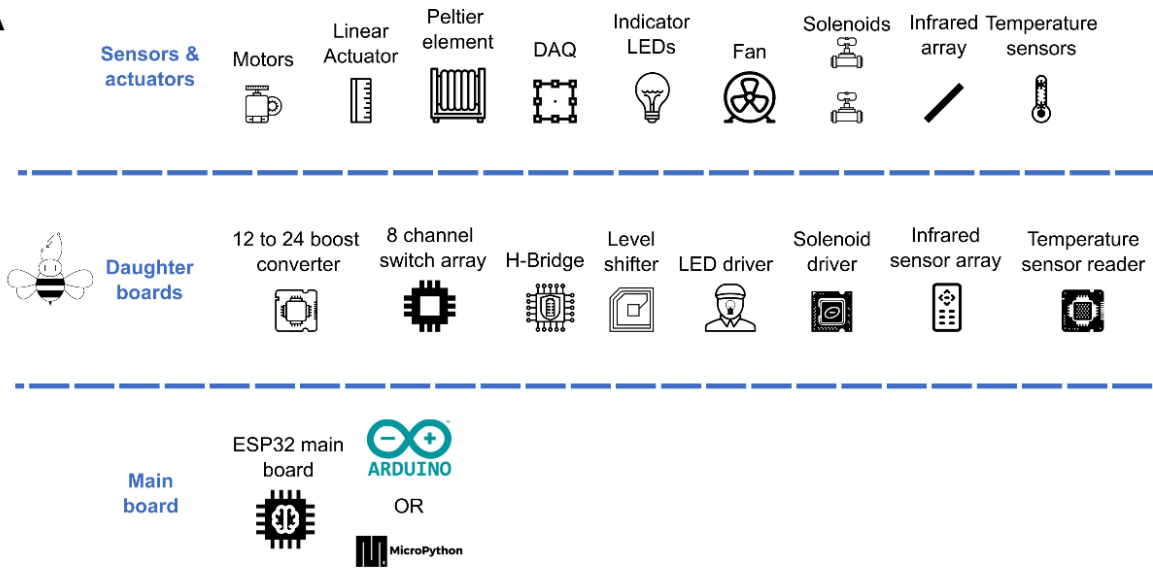 A
Sensors &
actuators
Motors
Linear
Actuator
Peltier
element
DAQ
Indicator
LEDs
Fan
Solenoids
Infrared
array
Temperature
sensors
Daughter
boards
12 to 24 boost
converter
8 channel
switch array
H-Bridge
Level
shifter
LED driver
Solenoid
driver
Infrared
sensor array
Temperature
sensor reader
Main
board
ESP32 main
board
ARDUINO
OR
MicroPython